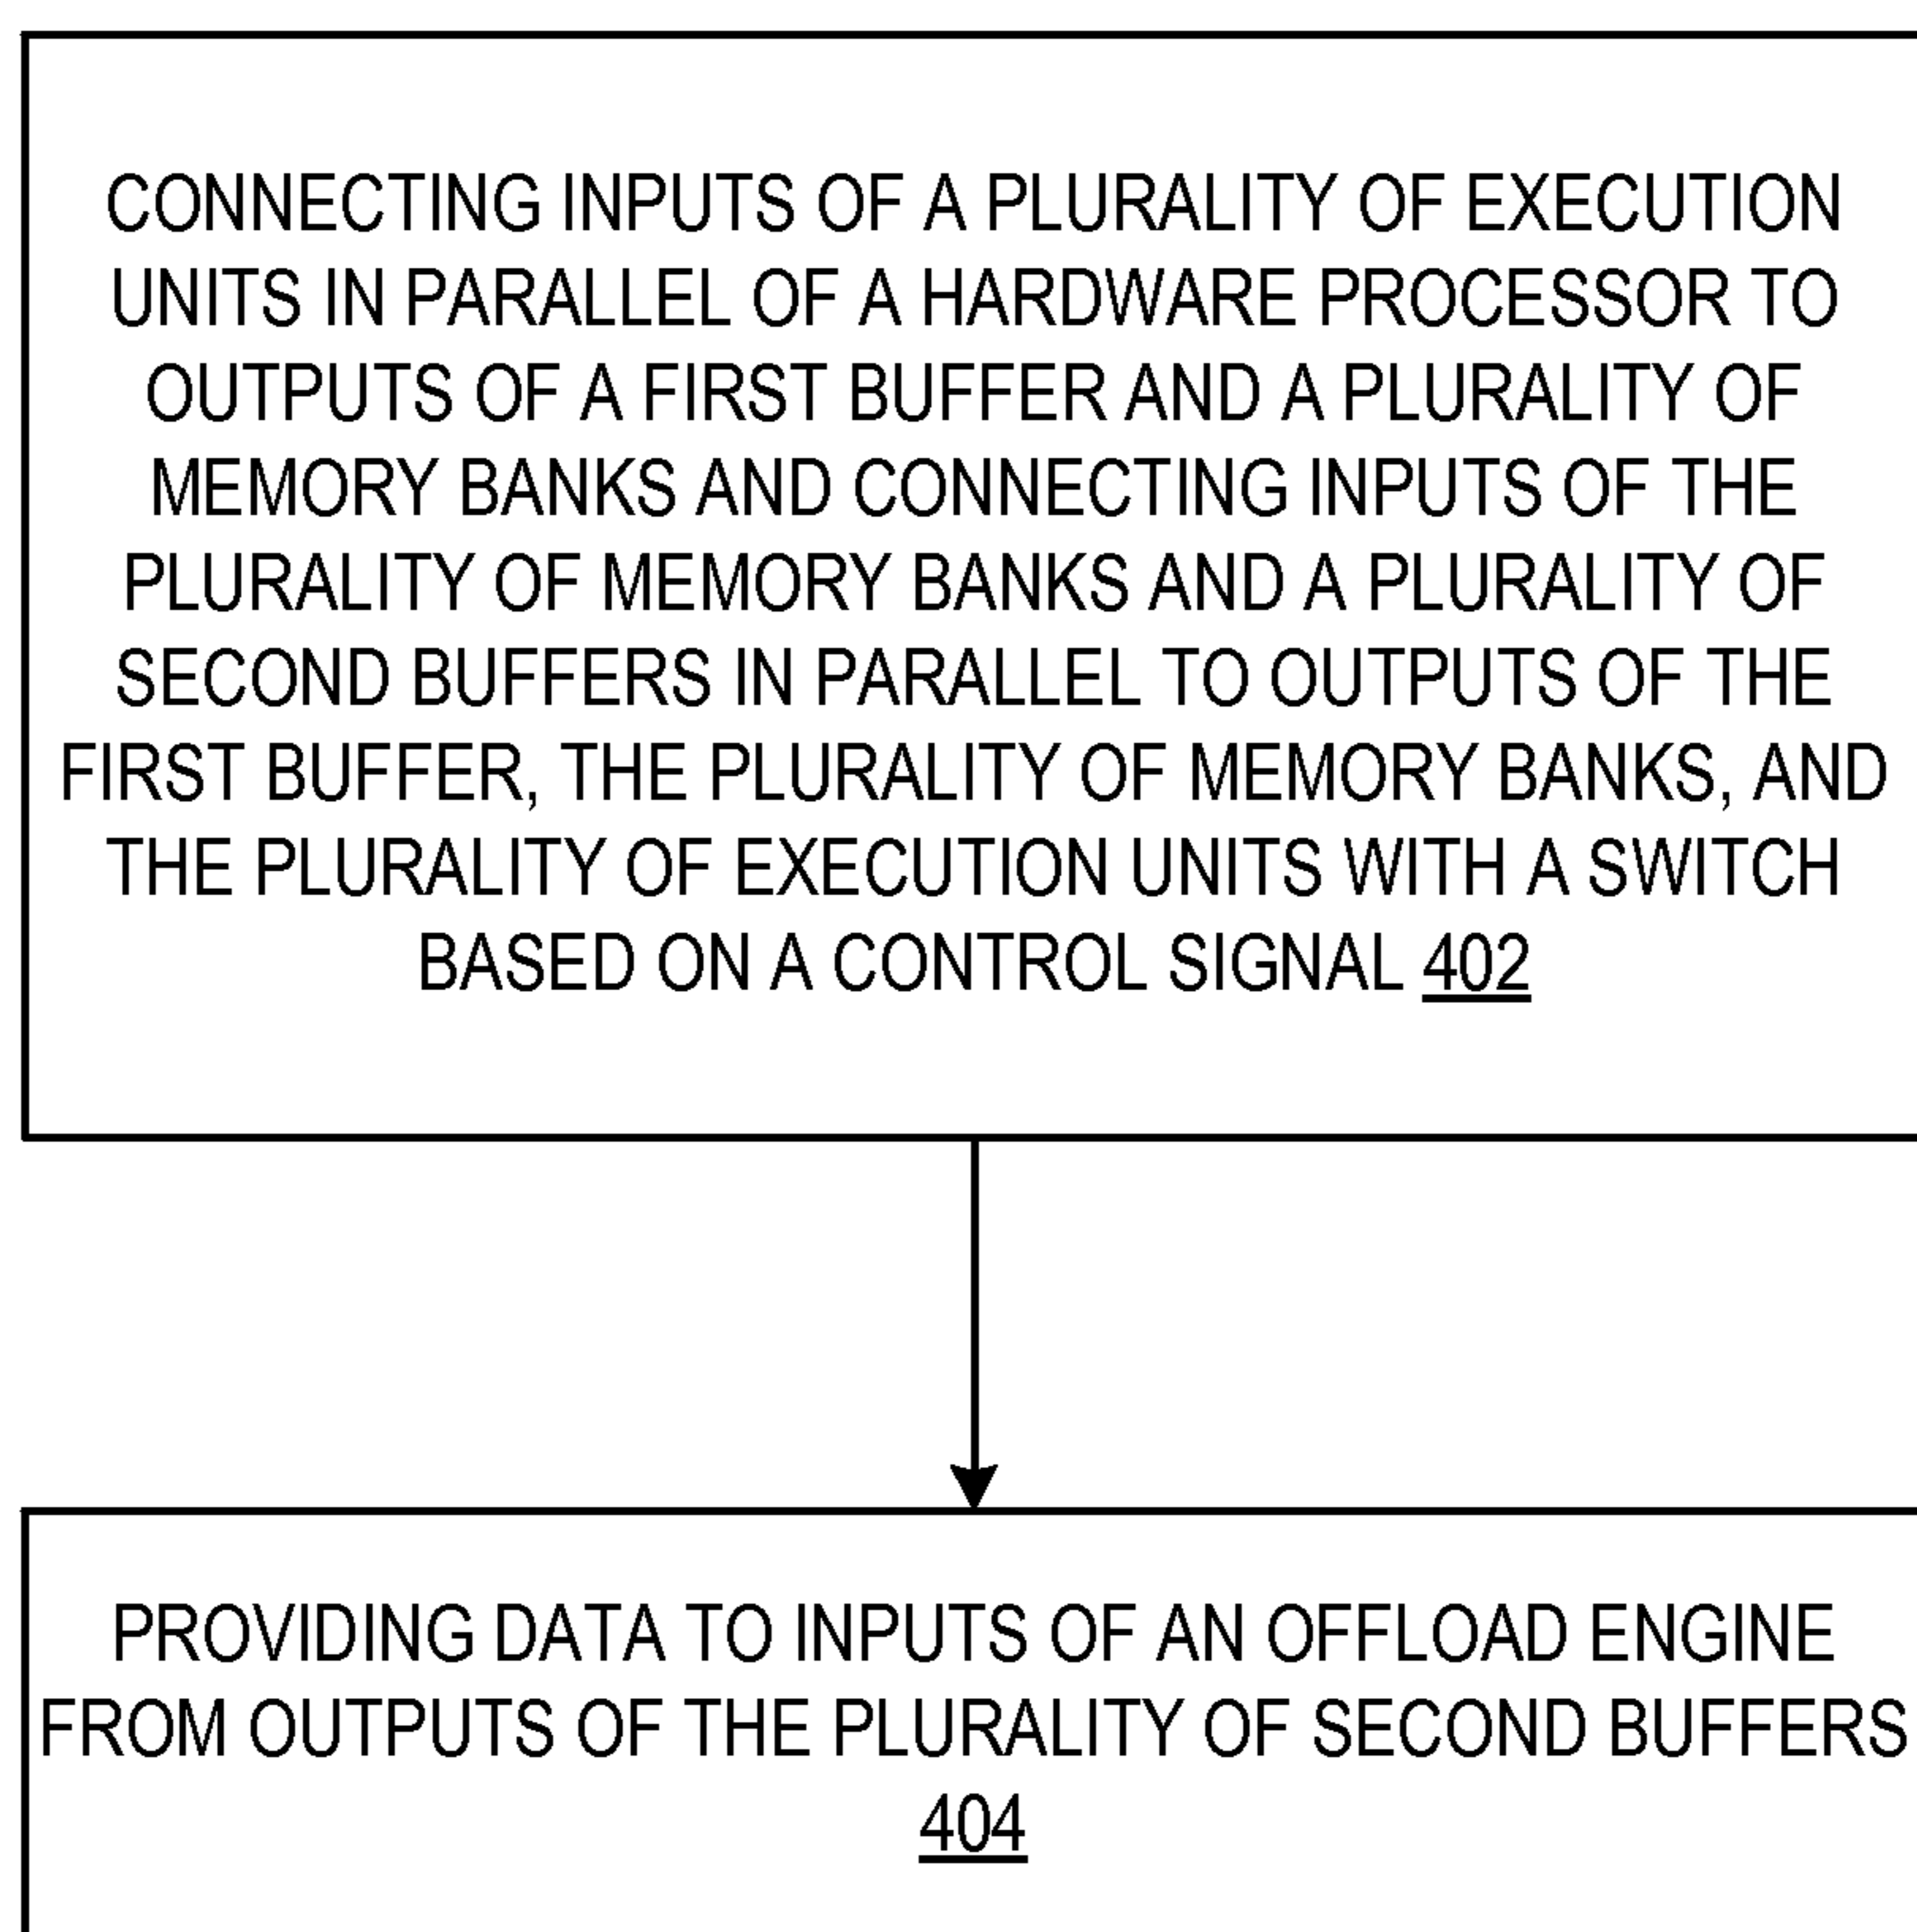 CONNECTING INPUTS OF A PLURALITY OF EXECUTION
UNITS IN PARALLEL OF A HARDWARE PROCESSOR TO
OUTPUTS OF A FIRST BUFFER AND A PLURALITY OF
MEMORY BANKS AND CONNECTING INPUTS OF THE
PLURALITY OF MEMORY BANKS AND A PLURALITY OF
SECOND BUFFERS IN PARALLEL TO OUTPUTS OF THE
FIRST BUFFER, THE PLURALITY OF MEMORY BANKS, AND
THE PLURALITY OF EXECUTION UNITS WITH A SWITCH
BASED ON A CONTROL SIGNAL 402
PROVIDING DATA TO INPUTS OF AN OFFLOAD ENGINE
FROM OUTPUTS OF THE PLURALITY OF SECOND BUFFERS
404